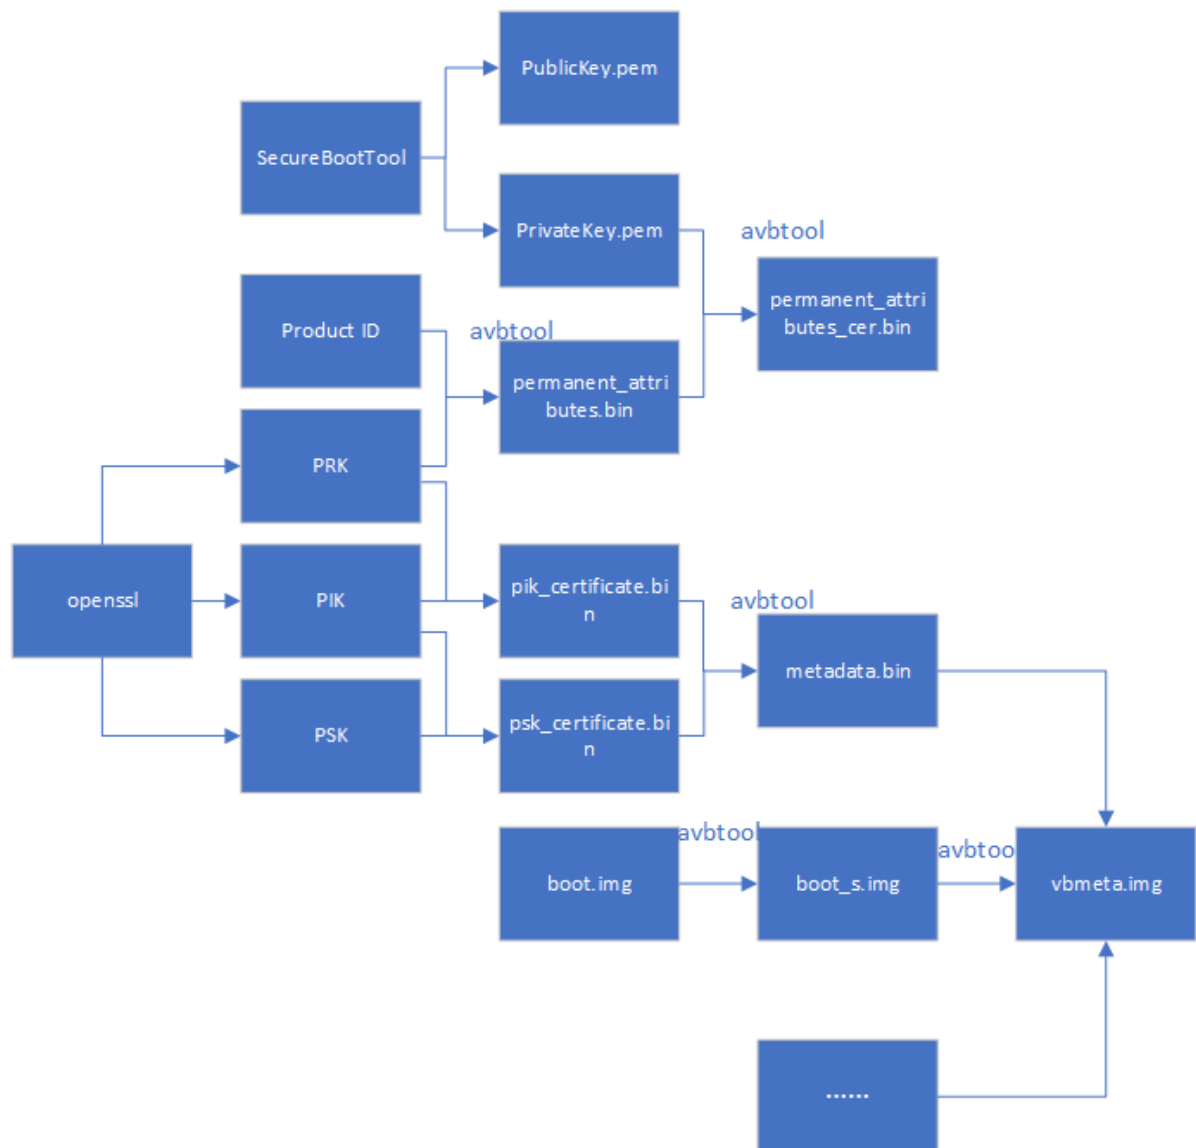 PublicKey.pem
SecureBootTool
PrivateKey.pem
avbtool
permanent_attri
butes_cer.bin
Product ID
avbtool
permanent_attri
butes.bin
PRK
openssl
PIK
pik_certificate.bi
n
avbtool
metadata.bin
PSK
psk_certificate.bi
n
boot.img
avbtool
boot_s.img
avbtool
vbmeta.img
......